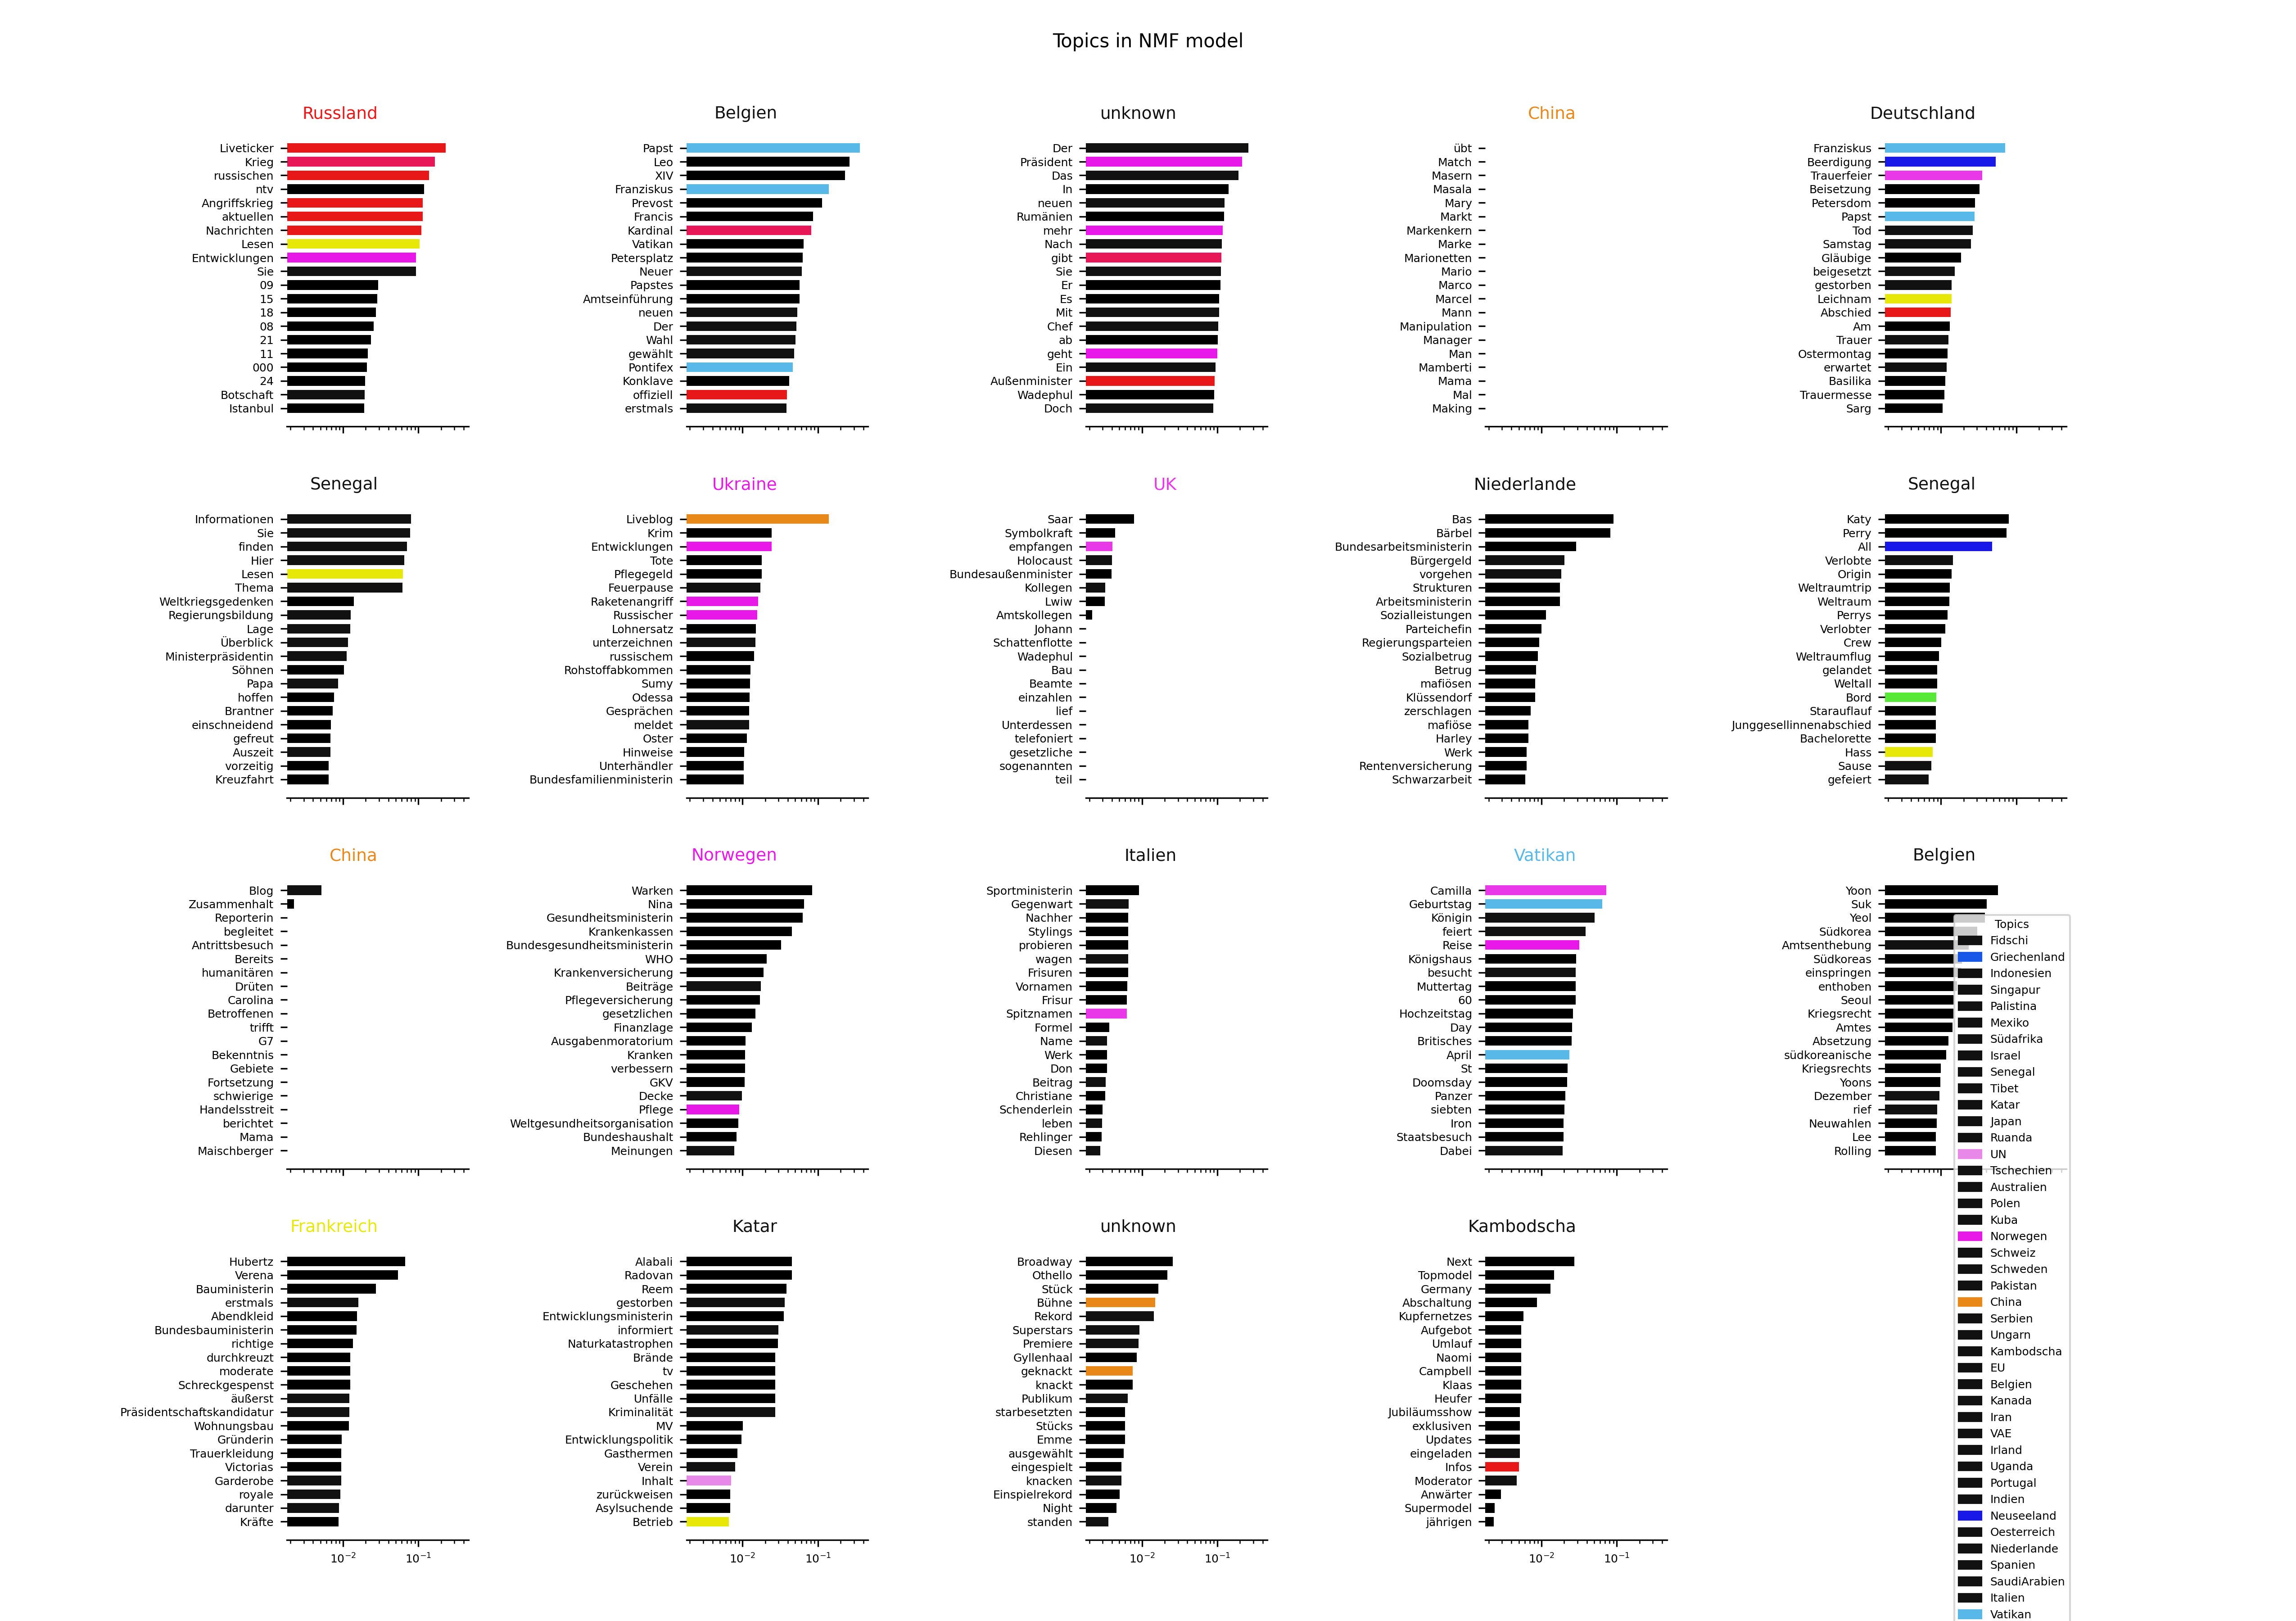 Topics in NMF model
Russland
Liveticker
Krieg
russischen
ntv
Angriffskrieg
aktuellen
Nachrichten
Lesen
Entwicklungen
Sie
09
15
18
08
21
11
000
24
Botschaft
Istanbul
Belgien
Papst
Leo
XIV
Franziskus
Prevost
Francis
Kardinal
Vatikan
Petersplatz
Neuer
Papstes
Amtseinführung
neuen
Der
Wahl
gewählt
Pontifex
Konklave
offiziell
erstmals
unknown
Der
Präsident
Das
In
neuen
Rumänien
mehr
Nach
gibt
Sie
Er
Es
Mit
Chef
ab
geht
Ein
Außenminister
Wadephul
Doch
China
übt
Match
Masern
Masala
Mary
Markt
Markenkern
Marke
Marionetten
Mario
Marco
Marcel
Mann
Manipulation
Manager
Man
Mamberti
Mama
Mal
Making
Deutschland
Franziskus
Beerdigung
Trauerfeier
Beisetzung
Petersdom
Papst
Tod
Samstag
Gläubige
beigesetzt
gestorben
Leichnam
Abschied
Am
Trauer
Ostermontag
erwartet
Basilika
Trauermesse
Sarg
Senegal
Informationen
Sie
finden
Hier
Lesen
Thema
Weltkriegsgedenken
Regierungsbildung
Lage
Überblick
Ministerpräsidentin
Söhnen
Papa
hoffen
Brantner
einschneidend
gefreut
Auszeit
vorzeitig
Kreuzfahrt
Ukraine
Liveblog
Krim
Entwicklungen
Tote
Pflegegeld
Feuerpause
Raketenangriff
Russischer
Lohnersatz
unterzeichnen
russischem
Rohstoffabkommen
Sumy
Odessa
Gesprächen
meldet
Oster
Hinweise
Unterhändler
Bundesfamilienministerin
UK
Saar
Symbolkraft
empfangen
Holocaust
Bundesaußenminister
Kollegen
Lwiw
Amtskollegen
Johann
Schattenflotte
Wadephul
Bau
Beamte
einzahlen
lief
Unterdessen
telefoniert
gesetzliche
sogenannten
teil
Niederlande
Bas
Bärbel
Bundesarbeitsministerin
Bürgergeld
vorgehen
Strukturen
Arbeitsministerin
Sozialleistungen
Parteichefin
Regierungsparteien
Sozialbetrug
Betrug
mafiösen
Klüssendorf
zerschlagen
mafiöse
Harley
Werk
Rentenversicherung
Schwarzarbeit
Senegal
Katy
Perry
All
Verlobte
Origin
Weltraumtrip
Weltraum
Perrys
Verlobter
Crew
Weltraumflug
gelandet
Weltall
Bord
Starauflauf
Junggesellinnenabschied
Bachelorette
Hass
Sause
gefeiert
China
Blog
Zusammenhalt
Reporterin
begleitet
Antrittsbesuch
Bereits
humanitären
Drüten
Carolina
Betroffenen
trifft
G7
Bekenntnis
Gebiete
Fortsetzung
schwierige
Handelsstreit
berichtet
Mama
Maischberger
Norwegen
Warken
Nina
Gesundheitsministerin
Krankenkassen
Bundesgesundheitsministerin
WHO
Krankenversicherung
Beiträge
Pflegeversicherung
gesetzlichen
Finanzlage
Ausgabenmoratorium
Kranken
verbessern
GKV
Decke
Pflege
Weltgesundheitsorganisation
Bundeshaushalt
Meinungen
Italien
Sportministerin
Gegenwart
Nachher
Stylings
probieren
wagen
Frisuren
Vornamen
Frisur
Spitznamen
Formel
Name
Werk
Don
Beitrag
Christiane
Schenderlein
leben
Rehlinger
Diesen
Vatikan
Camilla
Geburtstag
Königin
feiert
Reise
Königshaus
besucht
Muttertag
60
Hochzeitstag
Day
Britisches
April
St
Doomsday
Panzer
siebten
Iron
Staatsbesuch
Dabei
Belgien
Yoon
Suk
Yeol
Südkorea
Amtsenthebung
Südkoreas
einspringen
enthoben
Seoul
Kriegsrecht
Amtes
Absetzung
südkoreanische
Kriegsrechts
Yoons
Dezember
rief
Neuwahlen
Lee
Rolling
Frankreich
Hubertz
Verena
Bauministerin
erstmals
Abendkleid
Bundesbauministerin
richtige
durchkreuzt
moderate
Schreckgespenst
äußerst
Präsidentschaftskandidatur
Wohnungsbau
Gründerin
Trauerkleidung
Victorias
Garderobe
royale
darunter
Kräfte
10⁻² 10⁻¹
Katar
Alabali
Radovan
Reem
gestorben
Entwicklungsministerin
informiert
Naturkatastrophen
Brände
tv
Geschehen
Unfälle
Kriminalität
MV
Entwicklungspolitik
Gasthermen
Verein
Inhalt
zurückweisen
Asylsuchende
Betrieb
10⁻² 10⁻¹
unknown
Broadway
Othello
Stück
Bühne
Rekord
Superstars
Premiere
Gyllenhaal
geknackt
knackt
Publikum
starbesetzten
Stücks
Emme
ausgewählt
eingespielt
knacken
Einspielrekord
Night
standen
10⁻² 10⁻¹
Kambodscha
Next
Topmodel
Germany
Abschaltung
Kupfernetzes
Aufgebot
Umlauf
Naomi
Campbell
Klaas
Heufer
Jubiläumsshow
exklusiven
Updates
eingeladen
Infos
Moderator
Anwärter
Supermodel
jährigen
10⁻² 10⁻¹
Topics
Fidschi
Griechenland
Indonesien
Singapur
Palistina
Mexiko
Südafrika
Israel
Senegal
Tibet
Katar
Japan
Ruanda
UN
Tschechien
Australien
Polen
Kuba
Norwegen
Schweiz
Schweden
Pakistan
China
Serbien
Ungarn
Kambodscha
EU
Belgien
Kanada
Iran
VAE
Irland
Uganda
Portugal
Indien
Neuseeland
Oesterreich
Niederlande
Spanien
SaudiArabien
Italien
Vatikan